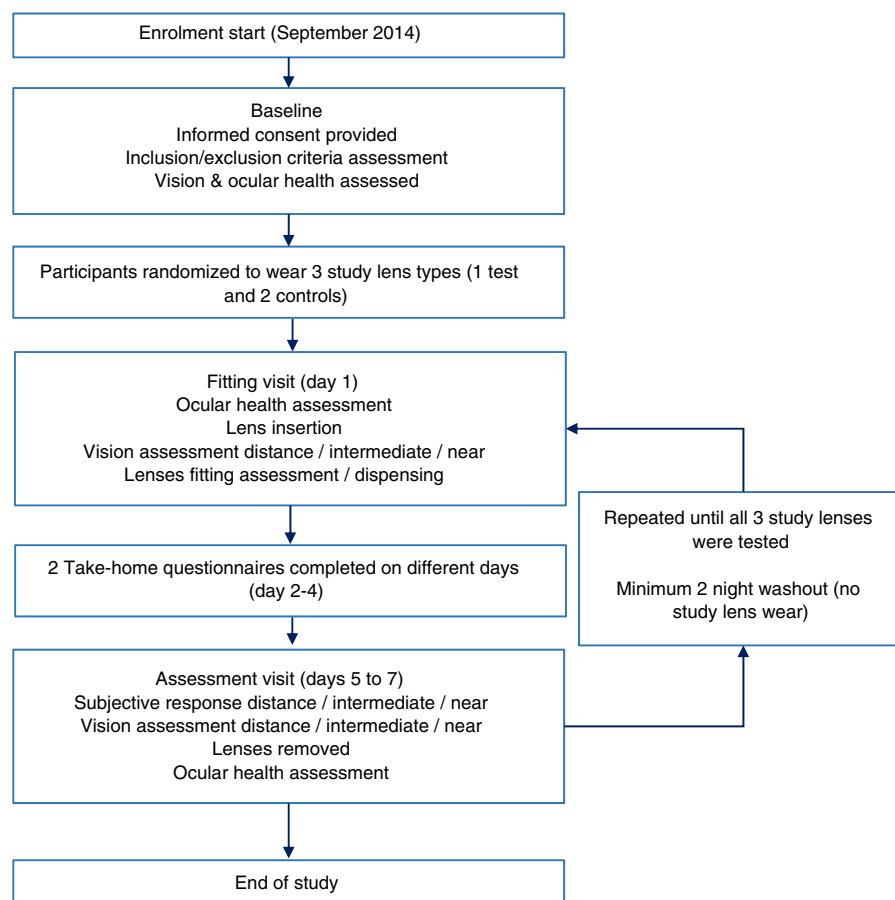 Enrolment start (September 2014)
Baseline
Informed consent provided
Inclusion/exclusion criteria assessment
Vision & ocular health assessed
Participants randomized to wear 3 study lens types (1 test
and 2 controls)
Fitting visit (day 1)
Ocular health assessment
Lens insertion
Vision assessment distance / intermediate / near
Lenses fitting assessment / dispensing
2 Take-home questionnaires completed on different days
(day 2-4)
Assessment visit (days 5 to 7)
Subjective response distance / intermediate / near
Vision assessment distance / intermediate / near
Lenses removed
Ocular health assessment
Repeated until all 3 study lenses
were tested
Minimum 2 night washout (no
study lens wear)
End of study